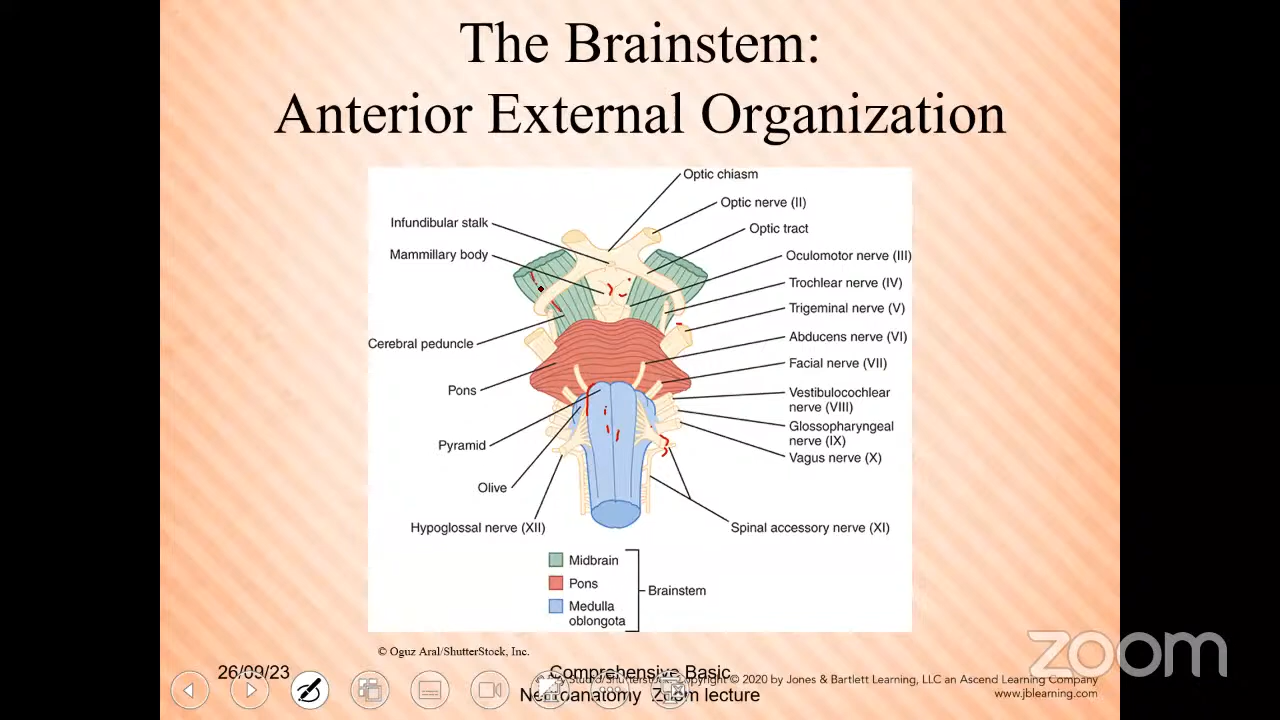 The Brainstem:
Anterior External Organization
Optic chiasm
Optic nerve (II)
Infundibular stalk
Optic tract
Mammillary body
Oculomotor nerve (III)
Trochlear nerve (IV)
Trigeminal nerve (V)
Abducens nerve (VI)
Cerebral peduncle
Facial nerve (VII)
Pons
Vestibulocochlear
nerve (VIII)
Glossopharyngeal
nerve (IX)
Pyramid
Vagus nerve (X)
Olive
Hypoglossal nerve (XII)
Spinal accessory nerve (XI)
Midbrain
Pons
Brainstem
Medulla
oblongota
© Oguz Aral/ShutterStock, Inc.
zoom
26/09/23
Comprehensive Basic
Copyright © 2020 by Jones & Bartlett Learning, LLC an Ascend Learning Company
Neuroanatomy Zoom lecture
www.jblearning.com